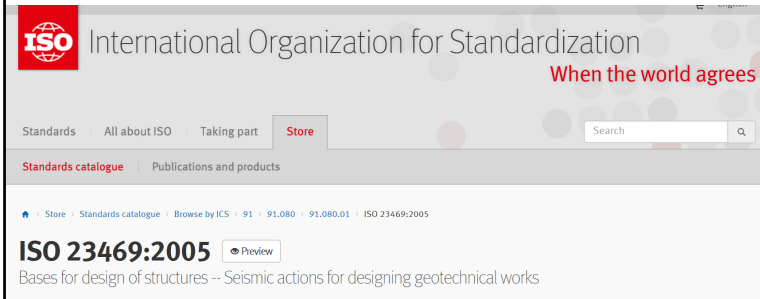 English
ISO
International Organization for Standardization
When the world agrees
Standards All about ISO Taking part Store Search
Standards catalogue Publications and products
Store Standards catalogue Browse by ICS 91 91.080 91.080.01 ISO 23469:2005
ISO 23469:2005 Preview
Bases for design of structures -- Seismic actions for designing geotechnical works